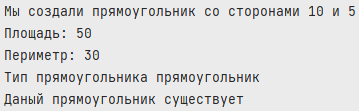 Мы создали прямоугольник со сторонами 10 и 5
Площадь: 50
Периметр: 30
Тип прямоугольника прямоугольник
Даный прямоугольник существует